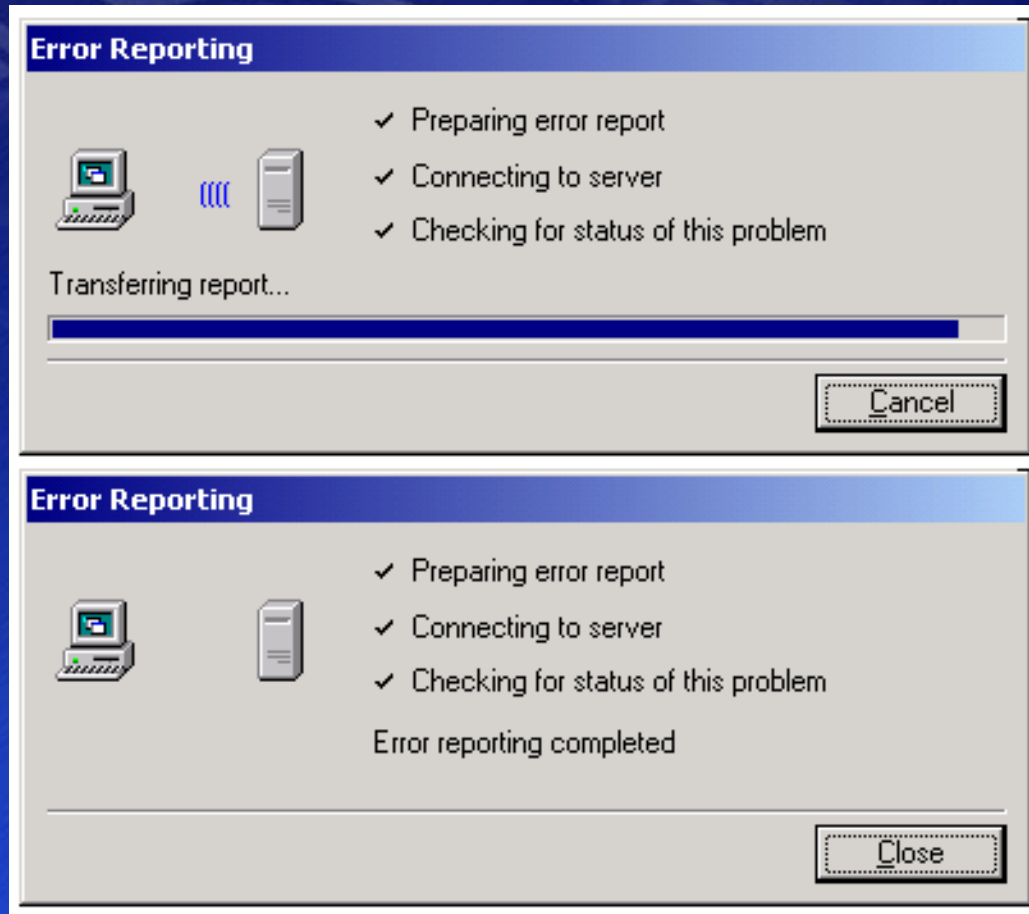 Error Reporting
Preparing error report
Connecting to server
Checking for status of this problem
Transferring report...
Cancel
Error Reporting
Preparing error report
Connecting to server
Checking for status of this problem
Error reporting completed
Close